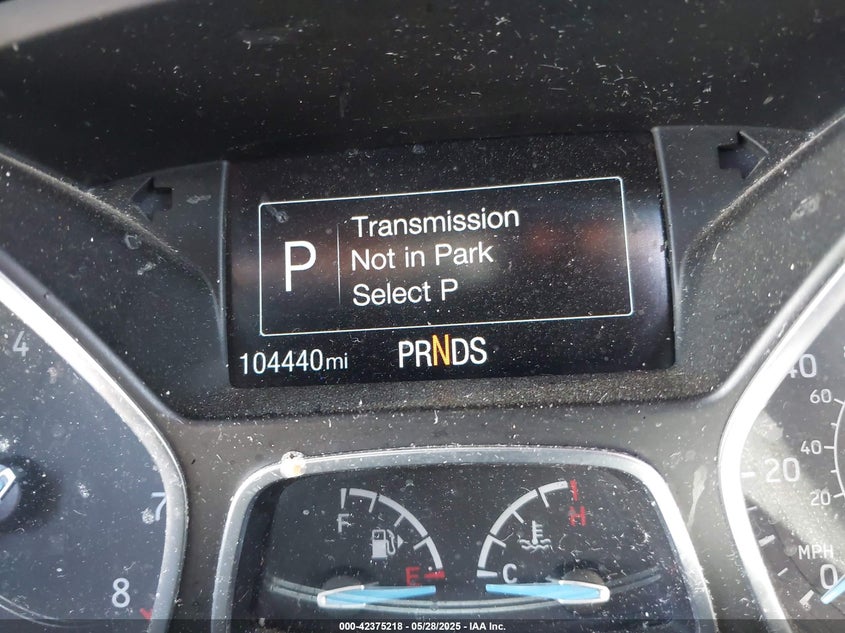 Transmission
P
Not in Park
Select P
104440mi
PRNDS
4
7
8
F
E
H
C
40
20
0
60
40
20
MPH
000-42375218 - 05/28/2025 - IAA Inc.